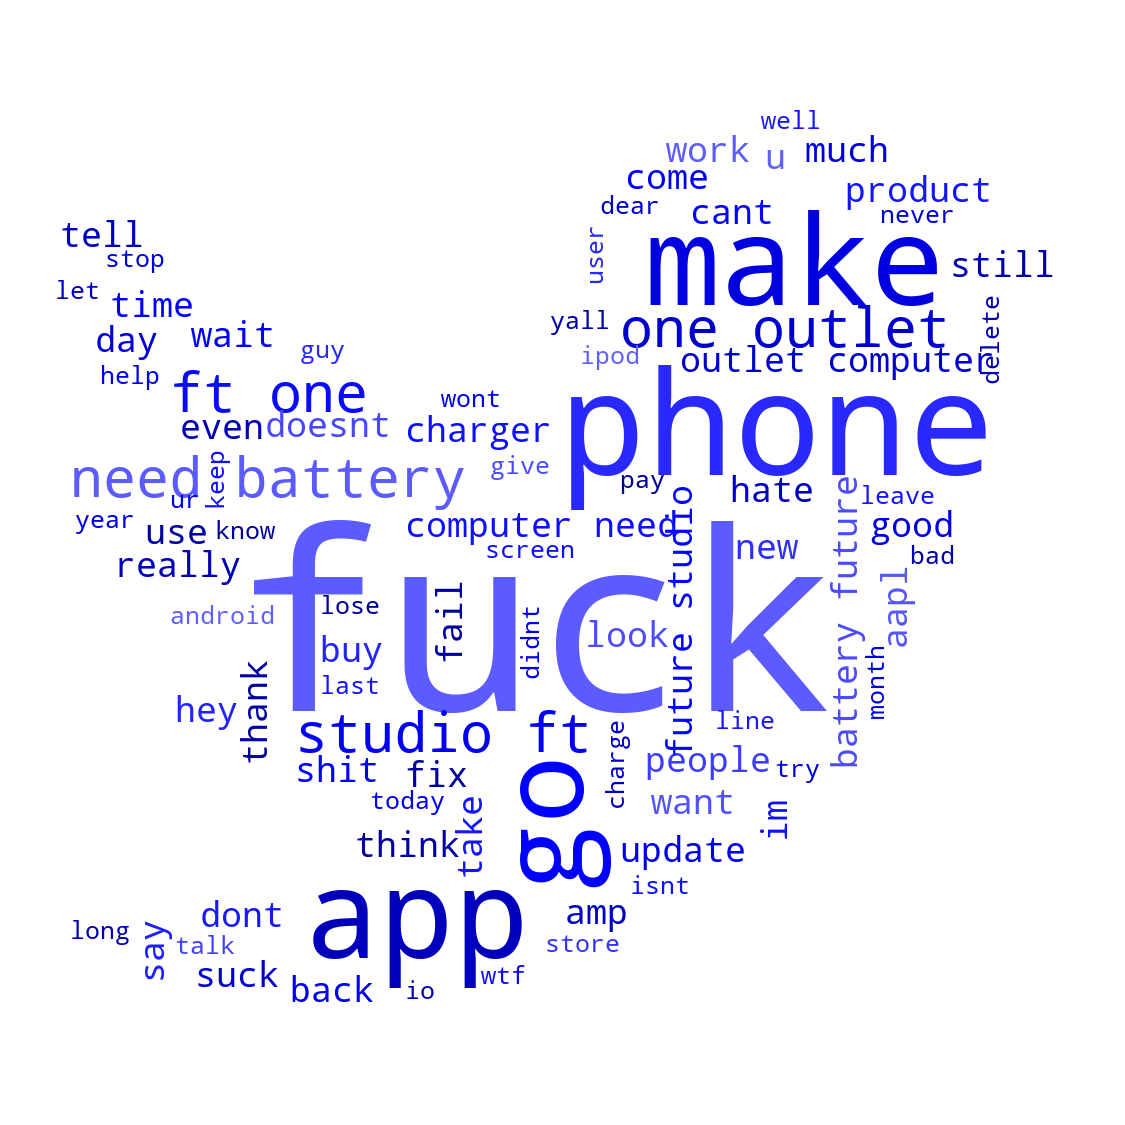 well
work u much
come
product
dear
cant
never
tell
user
make
still
stop
let
time
yall
one outlet
delete
day
wait
guy
ipod
outlet computer
help
ft one
wont
phone
even
doesnt
charger
need battery
keep
give
pay
hate
leave
ur
year
use
know
computer need
future studio
battery future
good
screen
new
bad
really
aapl
android
fuck
lose
fail
didnt
look
buy
last
month
hey
thank
studio ft
line
shit
fix
go
charge
people
try
today
take
want
im
think
update
isnt
app
long
say
dont
talk
amp
store
suck
back
io
wtf